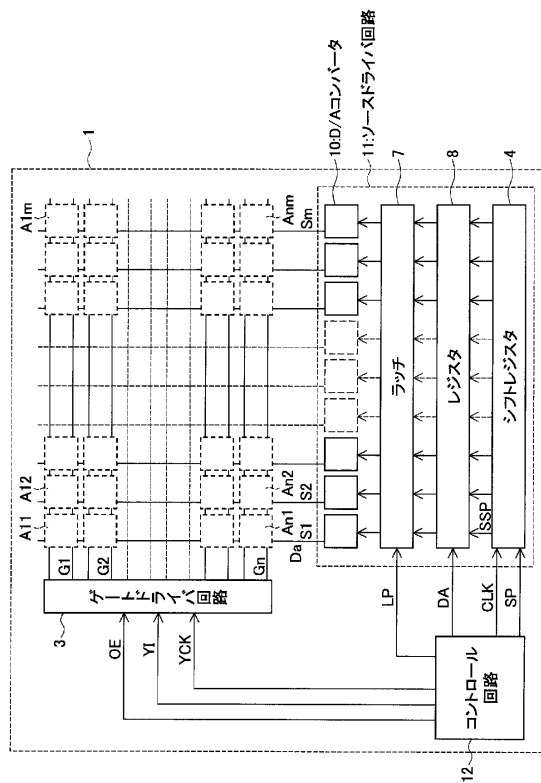 1
A11
A12
A1m
G1
G2
Gn
3
ゲートドライバ回路
OE
YI
YCK
An1
An2
Anm
Da
S1
S2
Sm
10:D/Aコンバータ
11:ソースドライバ回路
ラッチ
7
レジスタ
8
SSP
シフトレジスタ
4
LP
DA
CLK
SP
コントロール
回路
12